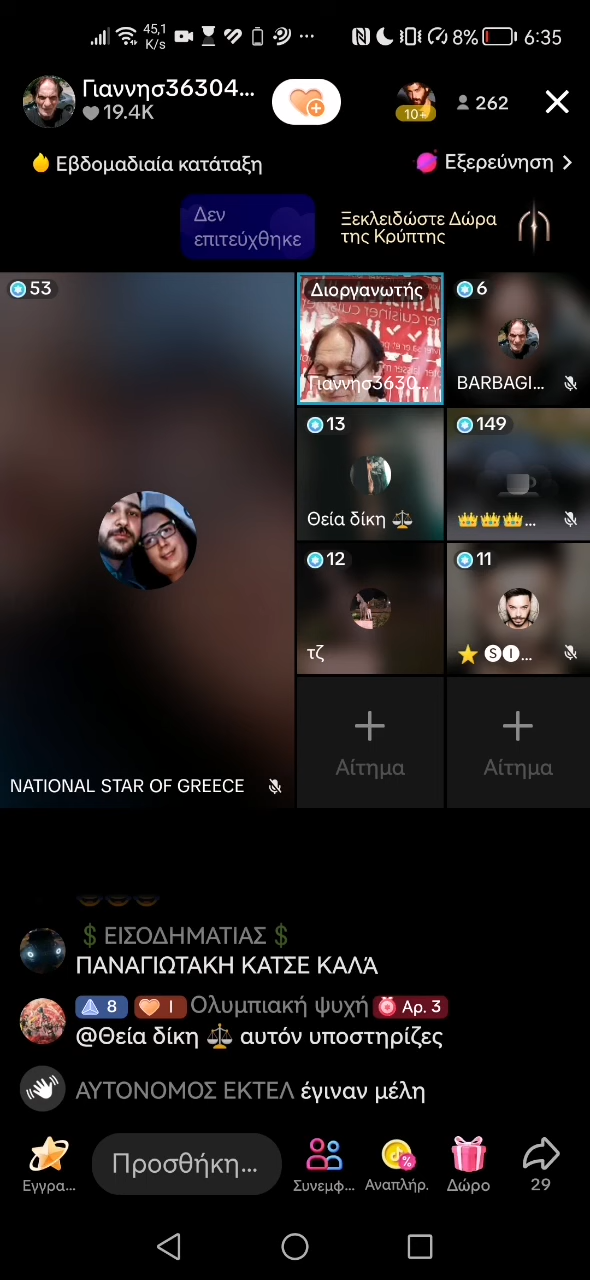 45,1
K/s
8%
6:35
Γιαννησ36304...
19.4K
10+
262
Εβδομαδιαία κατάταξη
Εξερεύνηση >
Δεν
επιτεύχθηκε
Ξεκλειδώστε Δώρα
της Κρύπτης
53
Διοργανωτής
Γιαννησ3630...
6
BARBAGI...
13
Θεία δίκη ⚖️
149
👑👑👑...
12
τζ
11
⭐ 🅢🅘...
NATIONAL STAR OF GREECE
Αίτημα
Αίτημα
💲ΕΙΣΟΔΗΜΑΤΙΑΣ💲
ΠΑΝΑΓΙΩΤΑΚΗ ΚΑΤΣΕ ΚΑΛΆ
8 I Ολυμπιακή ψυχή Αρ. 3
@Θεία δίκη ⚖️ αυτόν υποστηρίζες
ΑΥΤΟΝΟΜΟΣ ΕΚΤΕΛ έγιναν μέλη
Προσθήκη...
Εγγρα...
Συνεμφ...
Αναπλήρ.
Δώρο
29